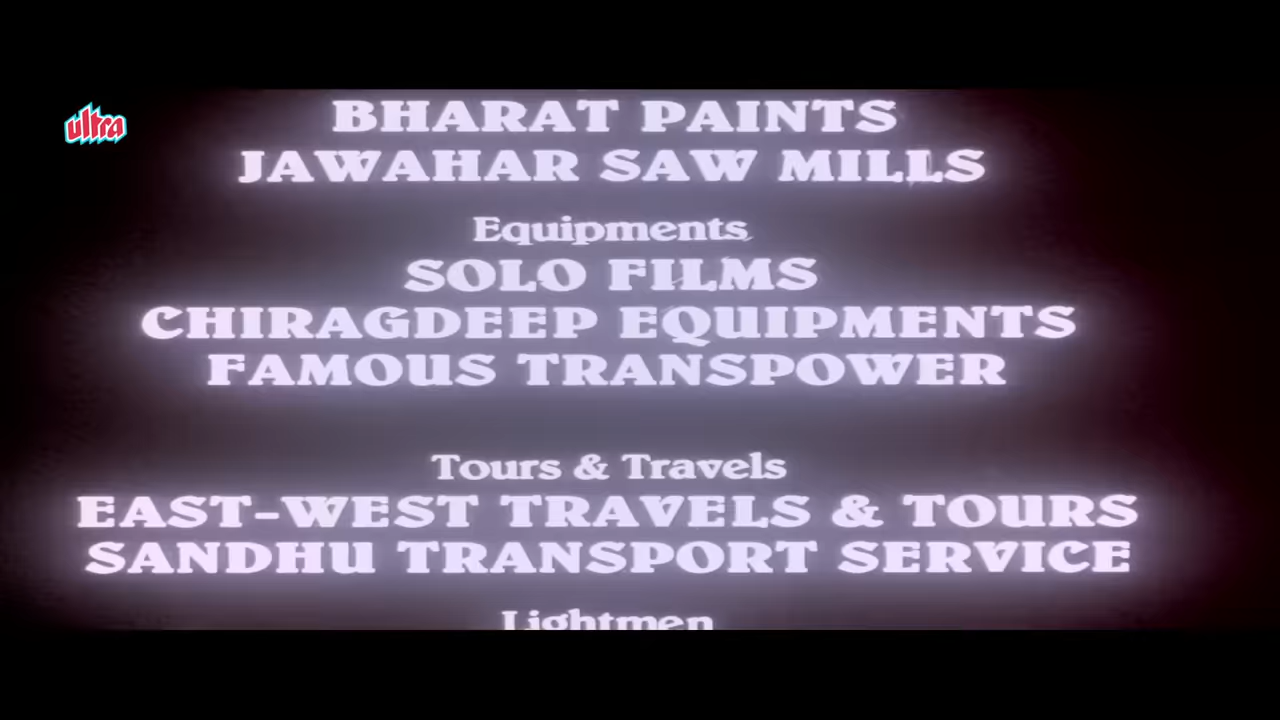 ultra
BHARAT PAINTS
JAWAHAR SAW MILLS
Equipments
SOLO FILMS
CHIRAGDEEP EQUIPMENTS
FAMOUS TRANSPOWER
Tours & Travels
EAST-WEST TRAVELS & TOURS
SANDHU TRANSPORT SERVICE
Lightmen